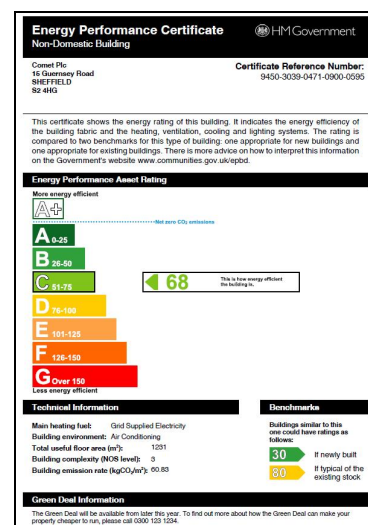 Energy Performance Certificate
HM Government
Non-Domestic Building
Comet Plc
15 Guernsey Road
SHEFFIELD
S2 4HG
Certificate Reference Number:
9450-3039-0471-0900-0595
This certificate shows the energy rating of this building. It indicates the energy efficiency of
the building fabric and the heating, ventilation, cooling and lighting systems. The rating is
compared to two benchmarks for this type of building: one appropriate for new buildings and
one appropriate for existing buildings. There is more advice on how to interpret this information
on the Government's website www.communities.gov.uk/epbd.
Energy Performance Asset Rating
More energy efficient
A+
Net zero CO₂ emissions
A 0-25
B 26-50
C 51-75
68
This is how energy efficient
the building is.
D 76-100
E 101-125
F 126-150
G Over 150
Less energy efficient
Technical Information
Main heating fuel: Grid Supplied Electricity
Building environment: Air Conditioning
Total useful floor area (m²): 1231
Building complexity (NOS level): 3
Building emission rate (kgCO₂/m²): 60.83
Benchmarks
Buildings similar to this
one could have ratings as
follows:
30 If newly built
80 If typical of the
existing stock
Green Deal Information
The Green Deal will be available from later this year. To find out more about how the Green Deal can make your
property cheaper to run, please call 0300 123 1234.